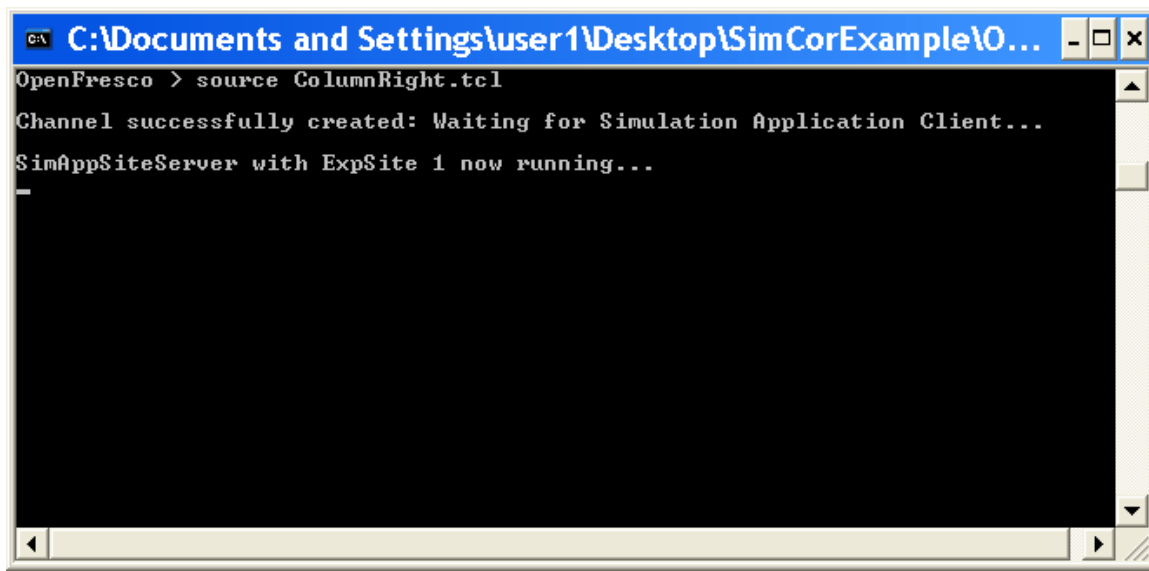 C:\Documents and Settings\user1\Desktop\SimCorExample\O...
OpenFresco > source ColumnRight.tcl
Channel successfully created: Waiting for Simulation Application Client...
SimAppSiteServer with ExpSite 1 now running...